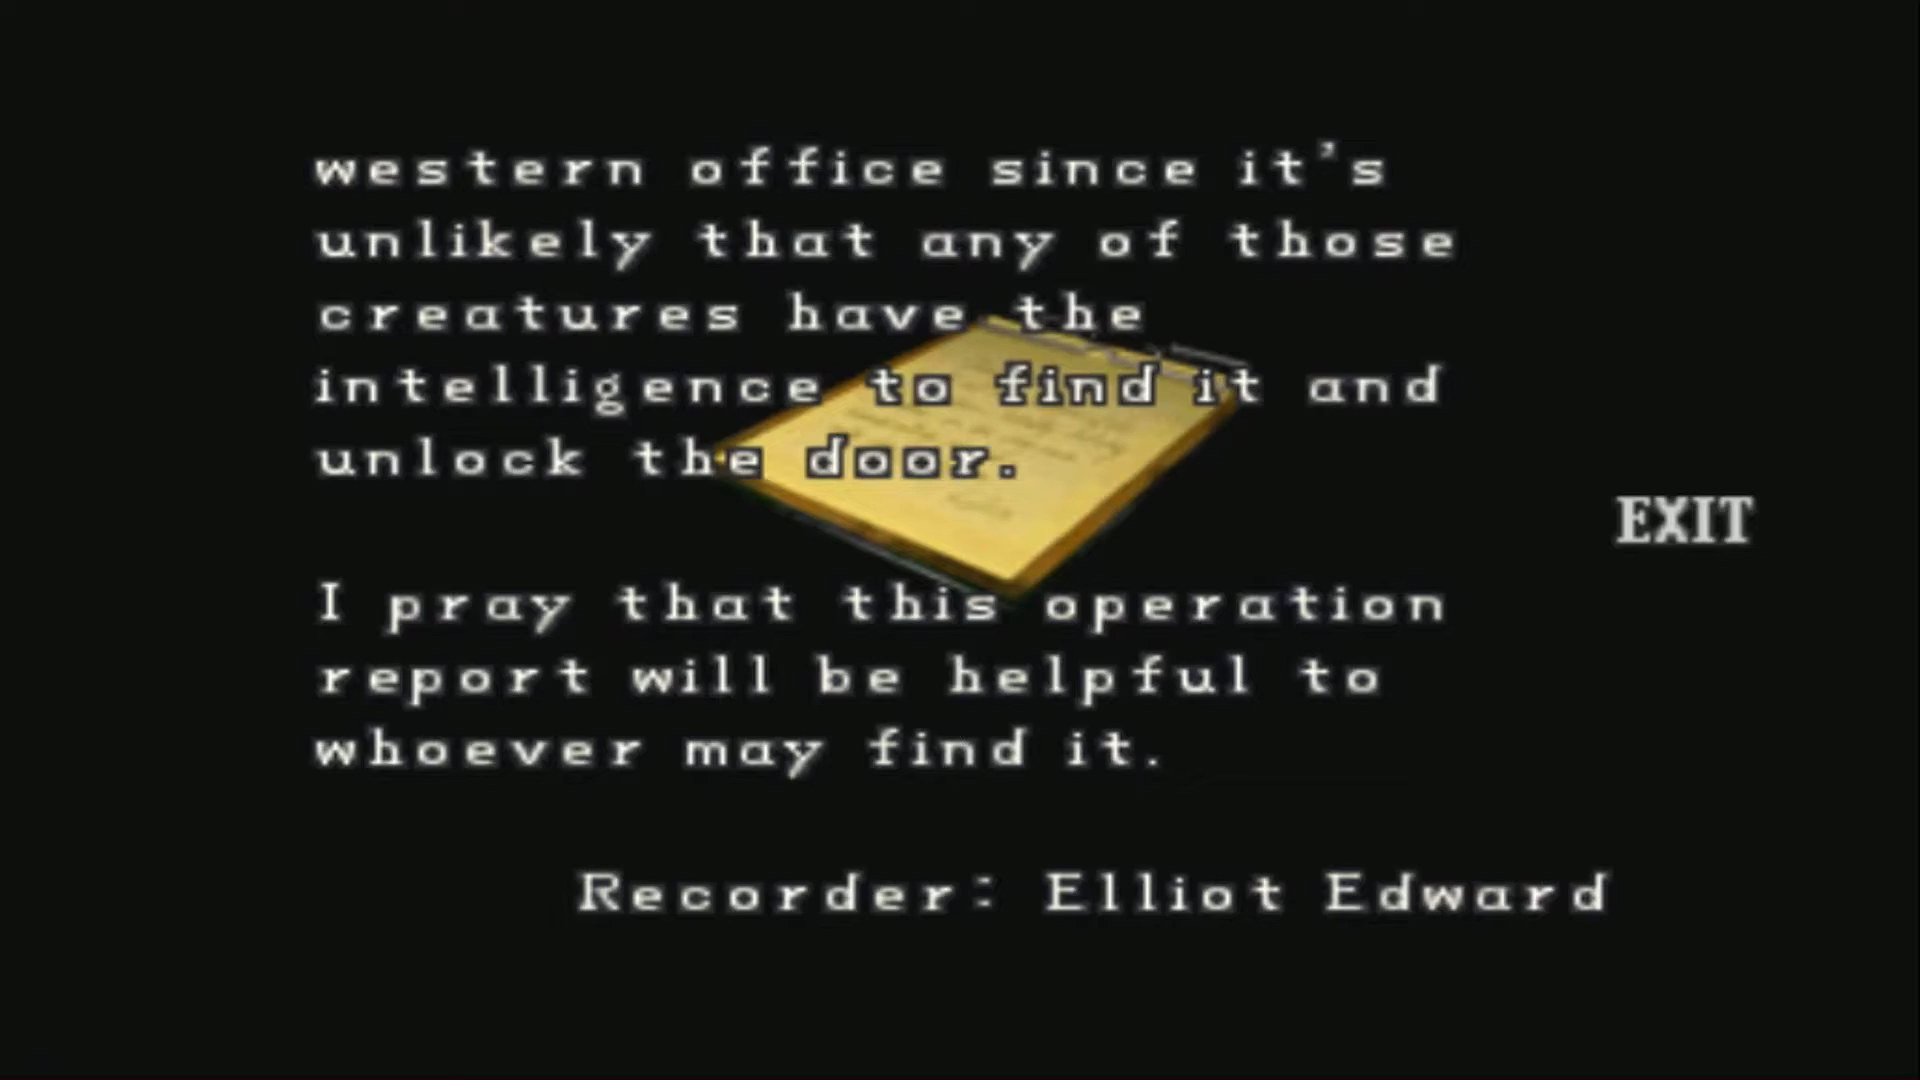 western office since it's
unlikely that any of those
creatures have the
intelligence to find it and
unlock the door.
EXIT
I pray that this operation
report will be helpful to
whoever may find it.
Recorder: Elliot Edward